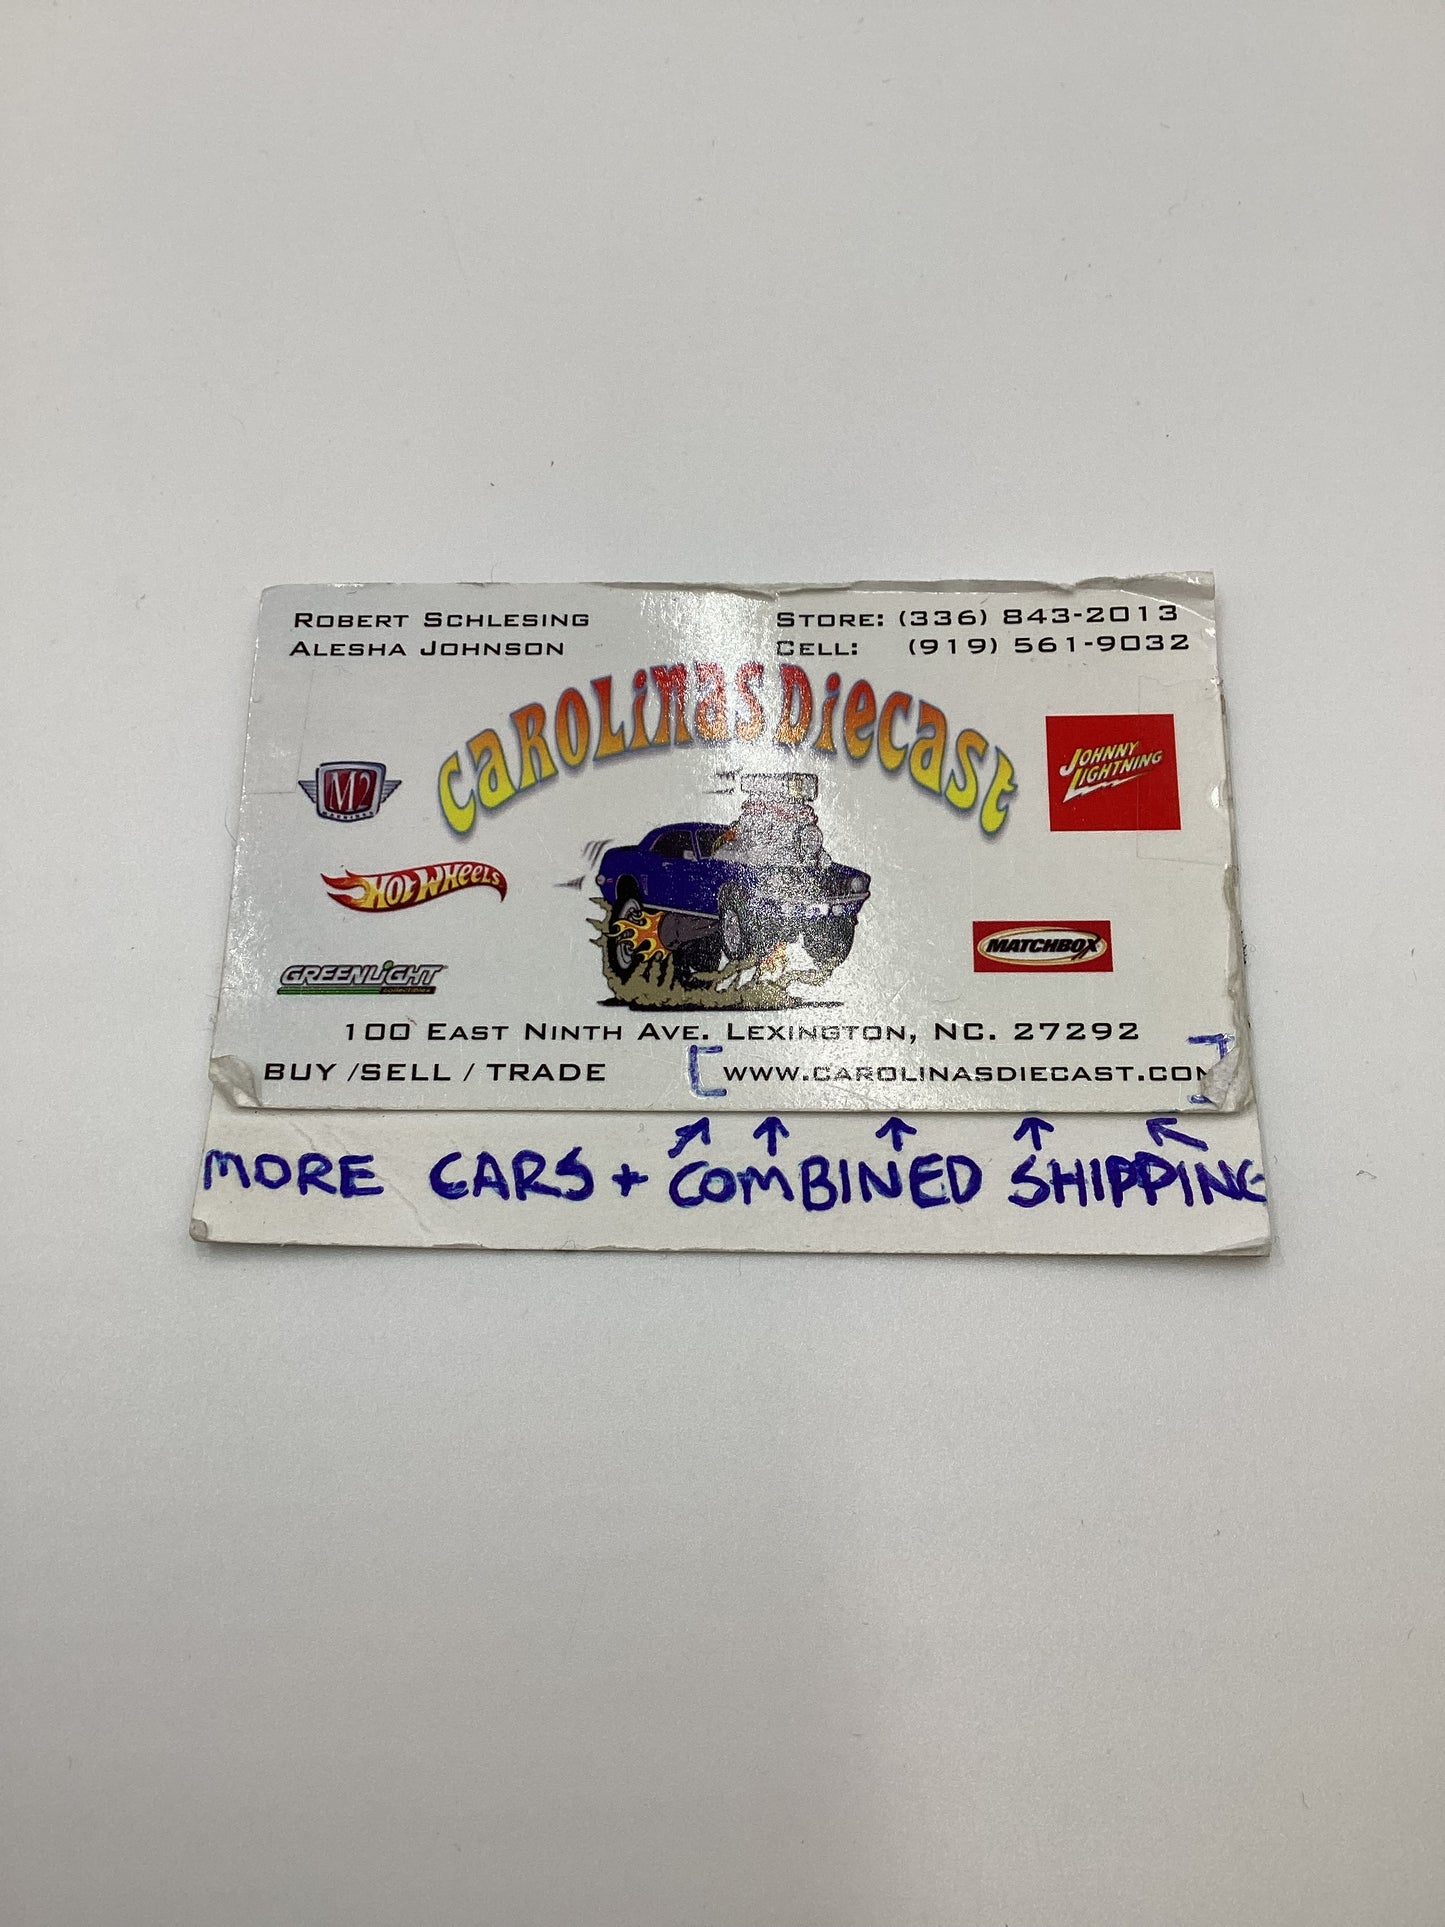 ROBERT SCHLESING
ALESHA JOHNSON
STORE: (336) 843-2013
CELL: (919) 561-9032
CAROLINAS DIECAST
M2
MACHINES
JOHNNY
LIGHTNING
HOT WHEELS
MATCHBOX
GREENLIGHT
collectibles
100 EAST NINTH AVE. LEXINGTON, NC. 27292
BUY /SELL / TRADE [ WWW.CAROLINASDIECAST.COM ]
MORE CARS + COMBINED SHIPPING